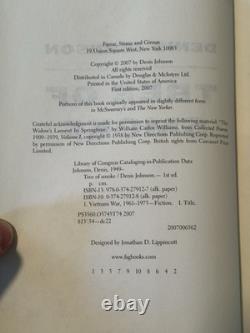 Farrar, Straus and Giroux
19 Union Square West, New York 10003
Copyright © 2007 by Denis Johnson
All rights reserved
Distributed in Canada by Douglas & McIntyre Ltd.
Printed in the United States of America
First edition, 2007
Portions of this book originally appeared in slightly different form
in McSweeney's and The New Yorker.
Grateful acknowledgment is made for permission to reprint the following material: "The
Widow's Lament in Springtime," by William Carlos Williams, from Collected Poems
1909–1939, Volume I, copyright © 1938 by New Directions Publishing Corp. Reprinted
by permission of New Directions Publishing Corp. British rights from Carcanet Press
Limited.
Library of Congress Cataloging-in-Publication Data
Johnson, Denis, 1949–
Tree of smoke / Denis Johnson.— 1st ed.
p. cm.
ISBN-13: 978-0-374-27912-7 (alk. paper)
ISBN-10: 0-374-27912-8 (alk. paper)
1. Vietnam War, 1961–1975—Fiction. I. Title.
PS3560.O3745T74 2007
813'.54—dc22
2007006362
Designed by Jonathan D. Lippincott
www.fsgbooks.com
1 3 5 7 9 10 8 6 4 2